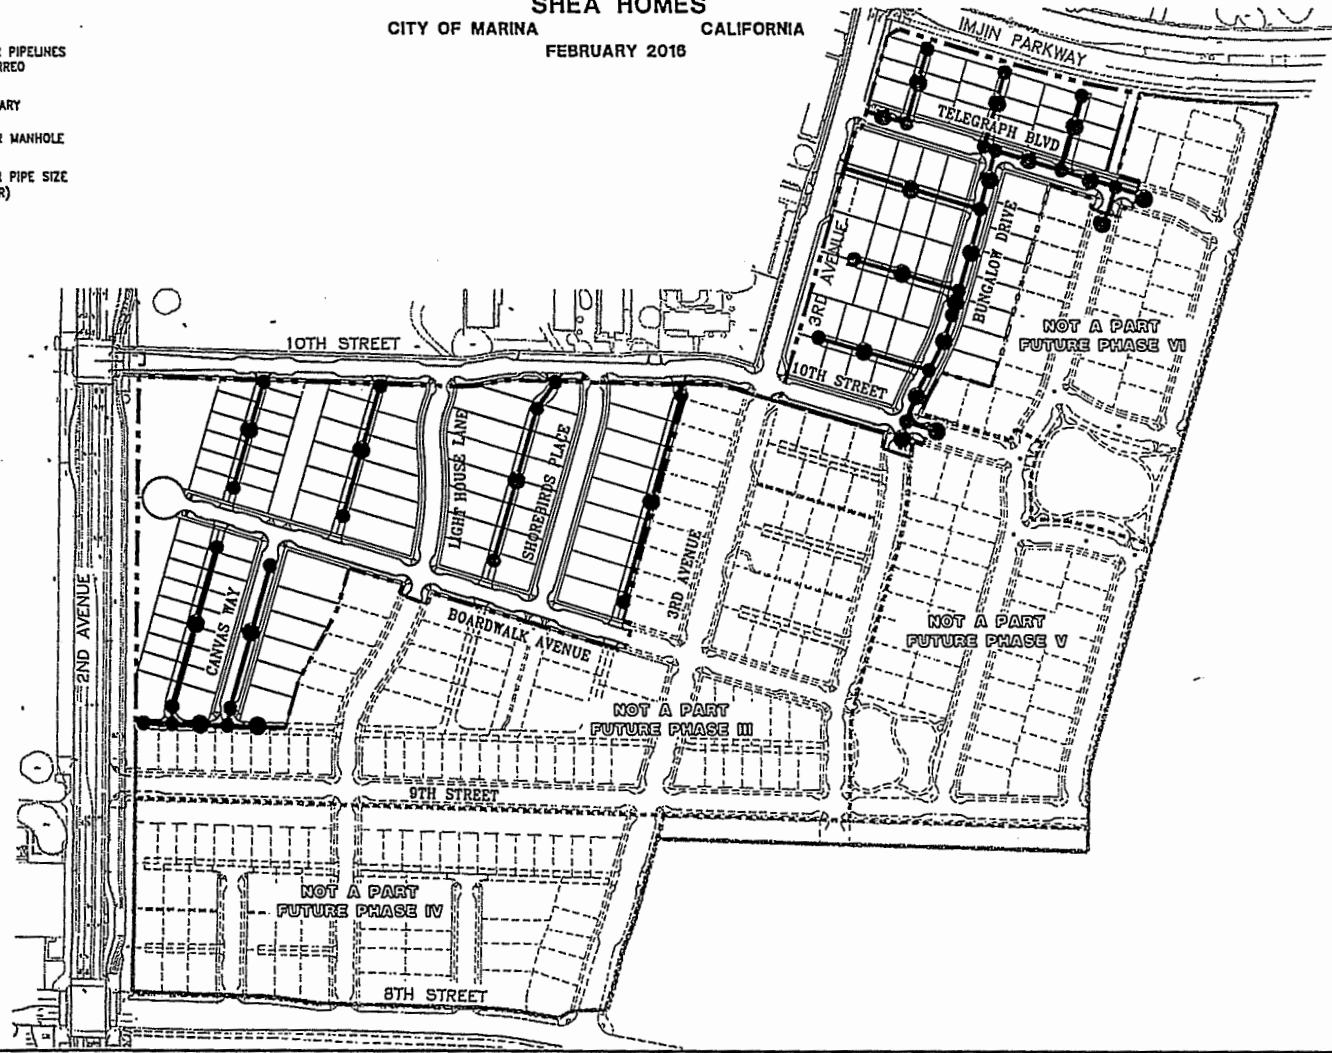 SHEA HOMES
CITY OF MARINA CALIFORNIA
FEBRUARY 2016
PIPELINES
ARY
MANHOLE
PIPE SIZE
R)
IMJIN PARKWAY
TELEGRAPH BLVD
3RD AVENUE
BUNGALOW DRIVE
NOT A PART
FUTURE PHASE VI
10TH STREET
10TH STREET
LIGHT HOUSE LANE
SHOREBIRDS PLACE
3RD AVENUE
2ND AVENUE
CANVAS WAY
BOARDWALK AVENUE
NOT A PART
FUTURE PHASE V
NOT A PART
FUTURE PHASE III
9TH STREET
NOT A PART
FUTURE PHASE IV
8TH STREET